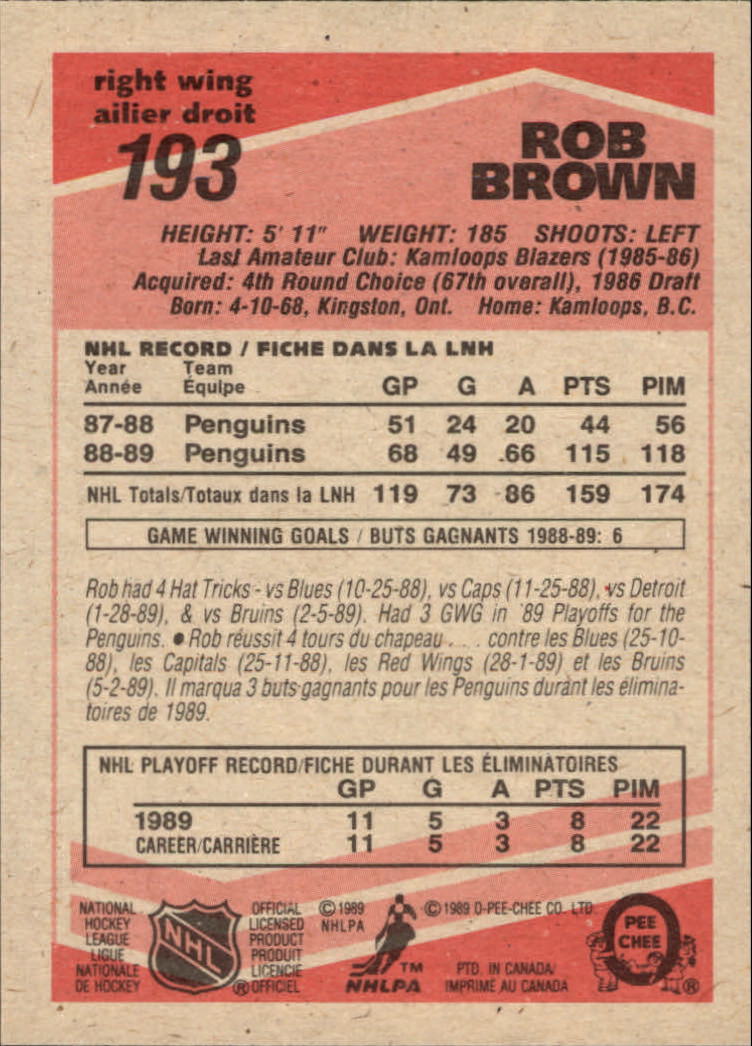 right wing
ailier droit
193
ROB
BROWN
HEIGHT: 5' 11" WEIGHT: 185 SHOOTS: LEFT
Last Amateur Club: Kamloops Blazers (1985-86)
Acquired: 4th Round Choice (67th overall), 1986 Draft
Born: 4-10-68, Kingston, Ont. Home: Kamloops, B.C.
NHL RECORD / FICHE DANS LA LNH
Year Team
Année Équipe GP G A PTS PIM
87-88 Penguins 51 24 20 44 56
88-89 Penguins 68 49 66 115 118
NHL Totals/Totaux dans la LNH 119 73 86 159 174
GAME WINNING GOALS / BUTS GAGNANTS 1988-89: 6
Rob had 4 Hat Tricks - vs Blues (10-25-88), vs Caps (11-25-88), vs Detroit
(1-28-89), & vs Bruins (2-5-89). Had 3 GWG in '89 Playoffs for the
Penguins. ● Rob réussit 4 tours du chapeau . . . contre les Blues (25-10-
88), les Capitals (25-11-88), les Red Wings (28-1-89) et les Bruins
(5-2-89). Il marqua 3 buts gagnants pour les Penguins durant les élimina-
toires de 1989.
NHL PLAYOFF RECORD/FICHE DURANT LES ÉLIMINATOIRES
GP G A PTS PIM
1989 11 5 3 8 22
CAREER/CARRIÈRE 11 5 3 8 22
NATIONAL
HOCKEY
LEAGUE
LIGUE
NATIONALE
DE HOCKEY
NHL
OFFICIAL
LICENSED
PRODUCT
PRODUIT
LICENCIE
® OFFICIEL
© 1989
NHLPA
TM
NHLPA
© 1989 O-PEE-CHEE CO. LTD.
PTD. IN CANADA
IMPRIMÉ AU CANADA
PEE
CHEE
®